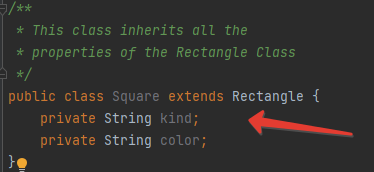 /**
* This class inherits all the
* properties of the Rectangle Class
*/
public class Square extends Rectangle {
private String kind;
private String color;
}